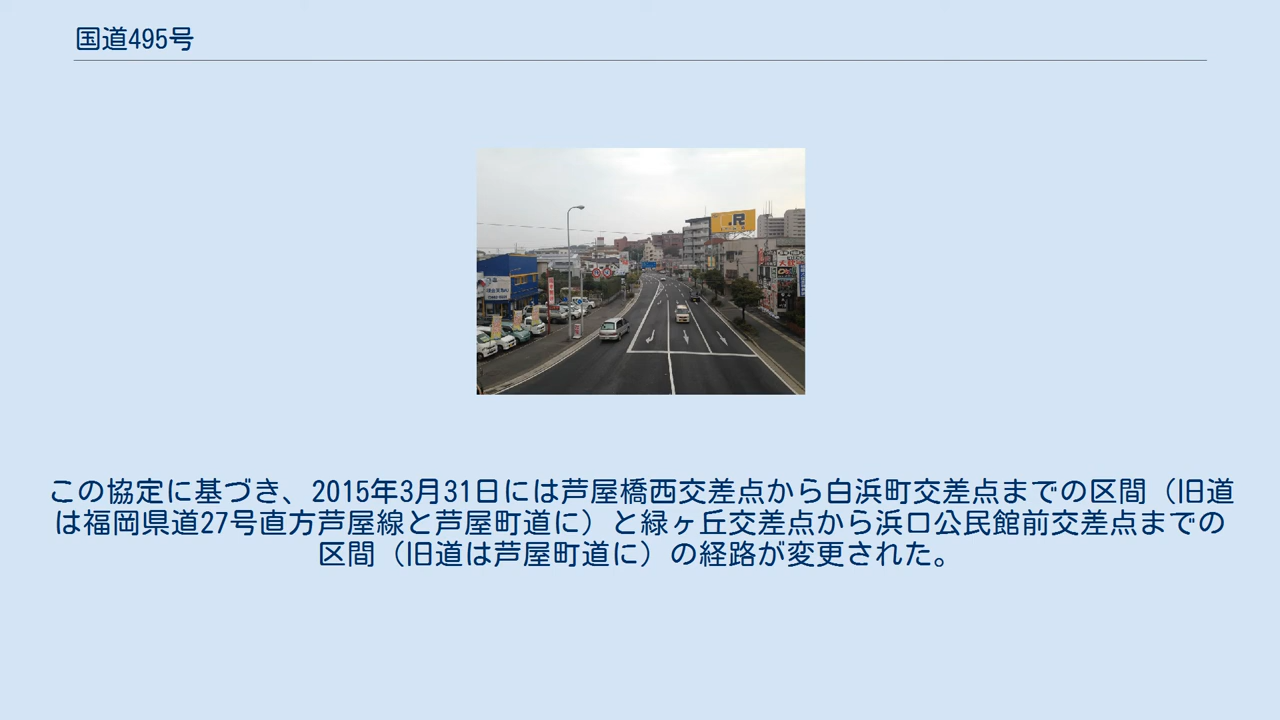 国道495号
.R
この協定に基づき、2015年3月31日には芦屋橋西交差点から白浜町交差点までの区間（旧道
は福岡県道27号直方芦屋線と芦屋町道に）と緑ヶ丘交差点から浜口公民館前交差点までの
区間（旧道は芦屋町道に）の経路が変更された。